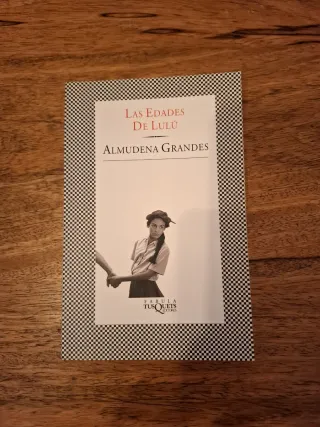 LAS EDADES
DE LULÚ
ALMUDENA GRANDES
FÁBULA
TUSQUETS
EDITORES